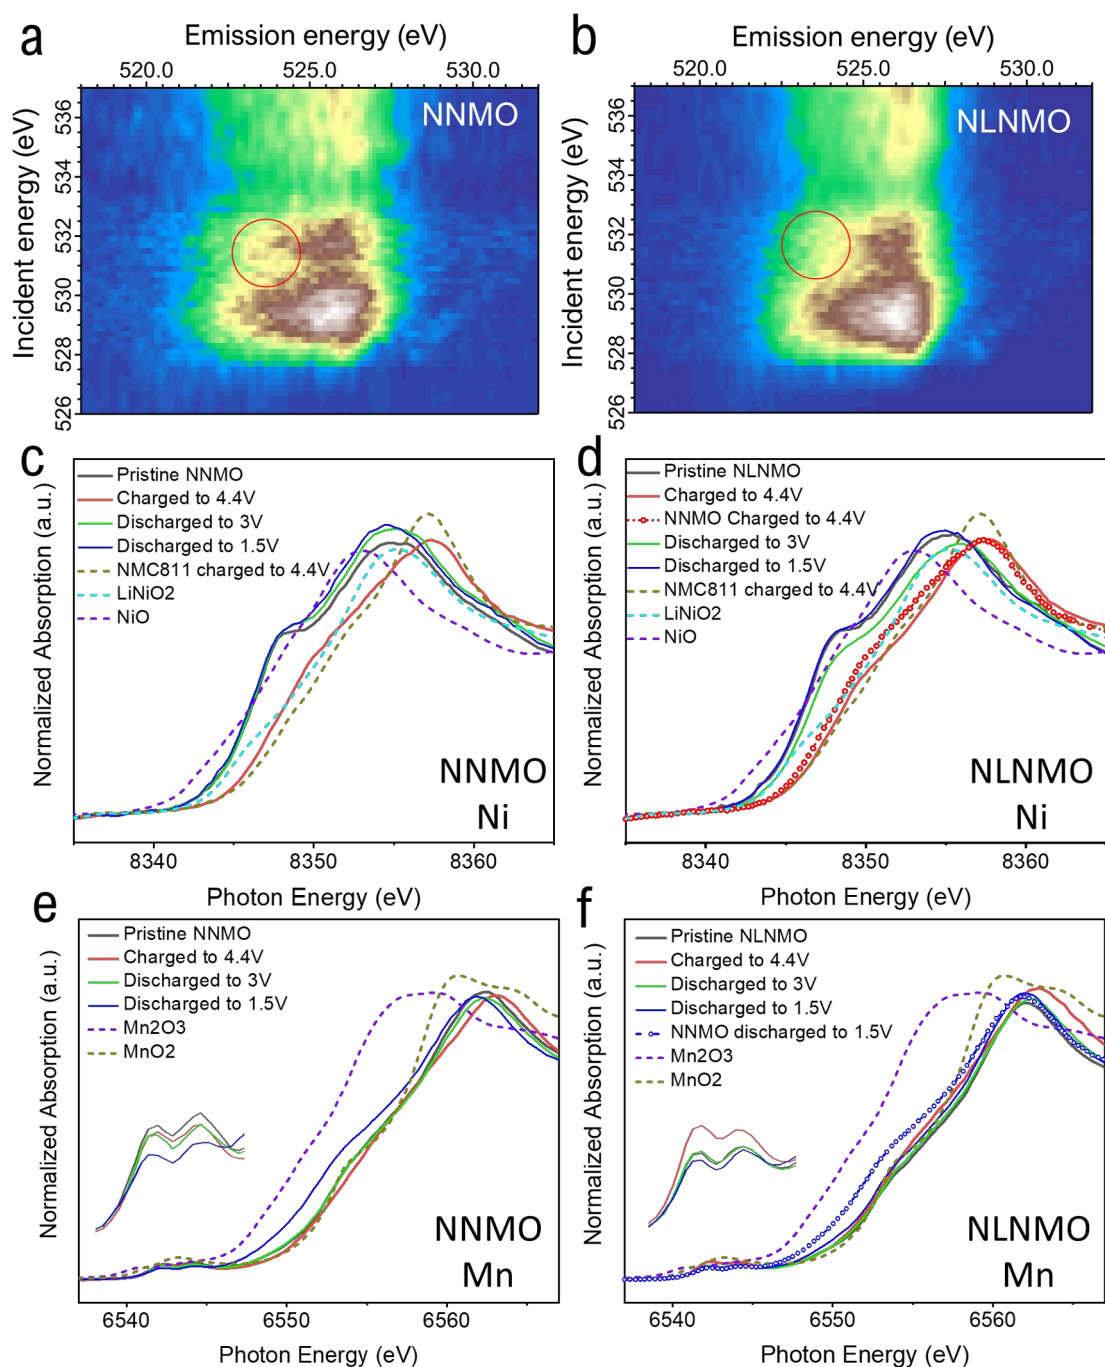 a
Emission energy (eV)
520.0 525.0 530.0
Incident energy (eV)
536
534
532
530
528
526
NNMO
b
Emission energy (eV)
520.0 525.0 530.0
Incident energy (eV)
536
534
532
530
528
526
NLNMO
c
Normalized Absorption (a.u.)
Pristine NNMO
Charged to 4.4V
Discharged to 3V
Discharged to 1.5V
NMC811 charged to 4.4V
LiNiO2
NiO
NNMO
Ni
8340 8350 8360
Photon Energy (eV)
d
Normalized Absorption (a.u.)
Pristine NLNMO
Charged to 4.4V
NNMO Charged to 4.4V
Discharged to 3V
Discharged to 1.5V
NMC811 charged to 4.4V
LiNiO2
NiO
NLNMO
Ni
8340 8350 8360
Photon Energy (eV)
e
Normalized Absorption (a.u.)
Pristine NNMO
Charged to 4.4V
Discharged to 3V
Discharged to 1.5V
Mn2O3
MnO2
NNMO
Mn
6540 6550 6560
Photon Energy (eV)
f
Normalized Absorption (a.u.)
Pristine NLNMO
Charged to 4.4V
Discharged to 3V
Discharged to 1.5V
NNMO discharged to 1.5V
Mn2O3
MnO2
NLNMO
Mn
6540 6550 6560
Photon Energy (eV)